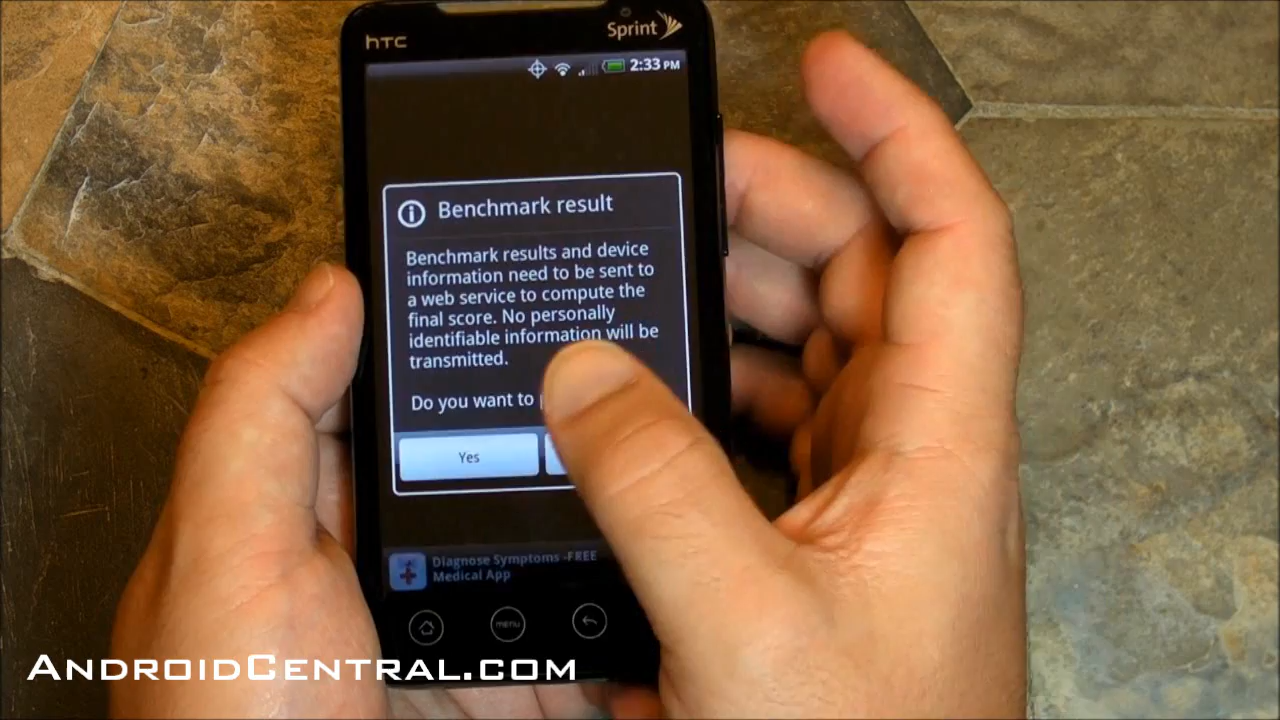 hTC
Sprint
2:33 PM
Benchmark result
Benchmark results and device
information need to be sent to
a web service to compute the
final score. No personally
identifiable information will be
transmitted.
Do you want to
Yes
Diagnose Symptoms -FREE
Medical App
menu
ANDROIDCENTRAL.COM